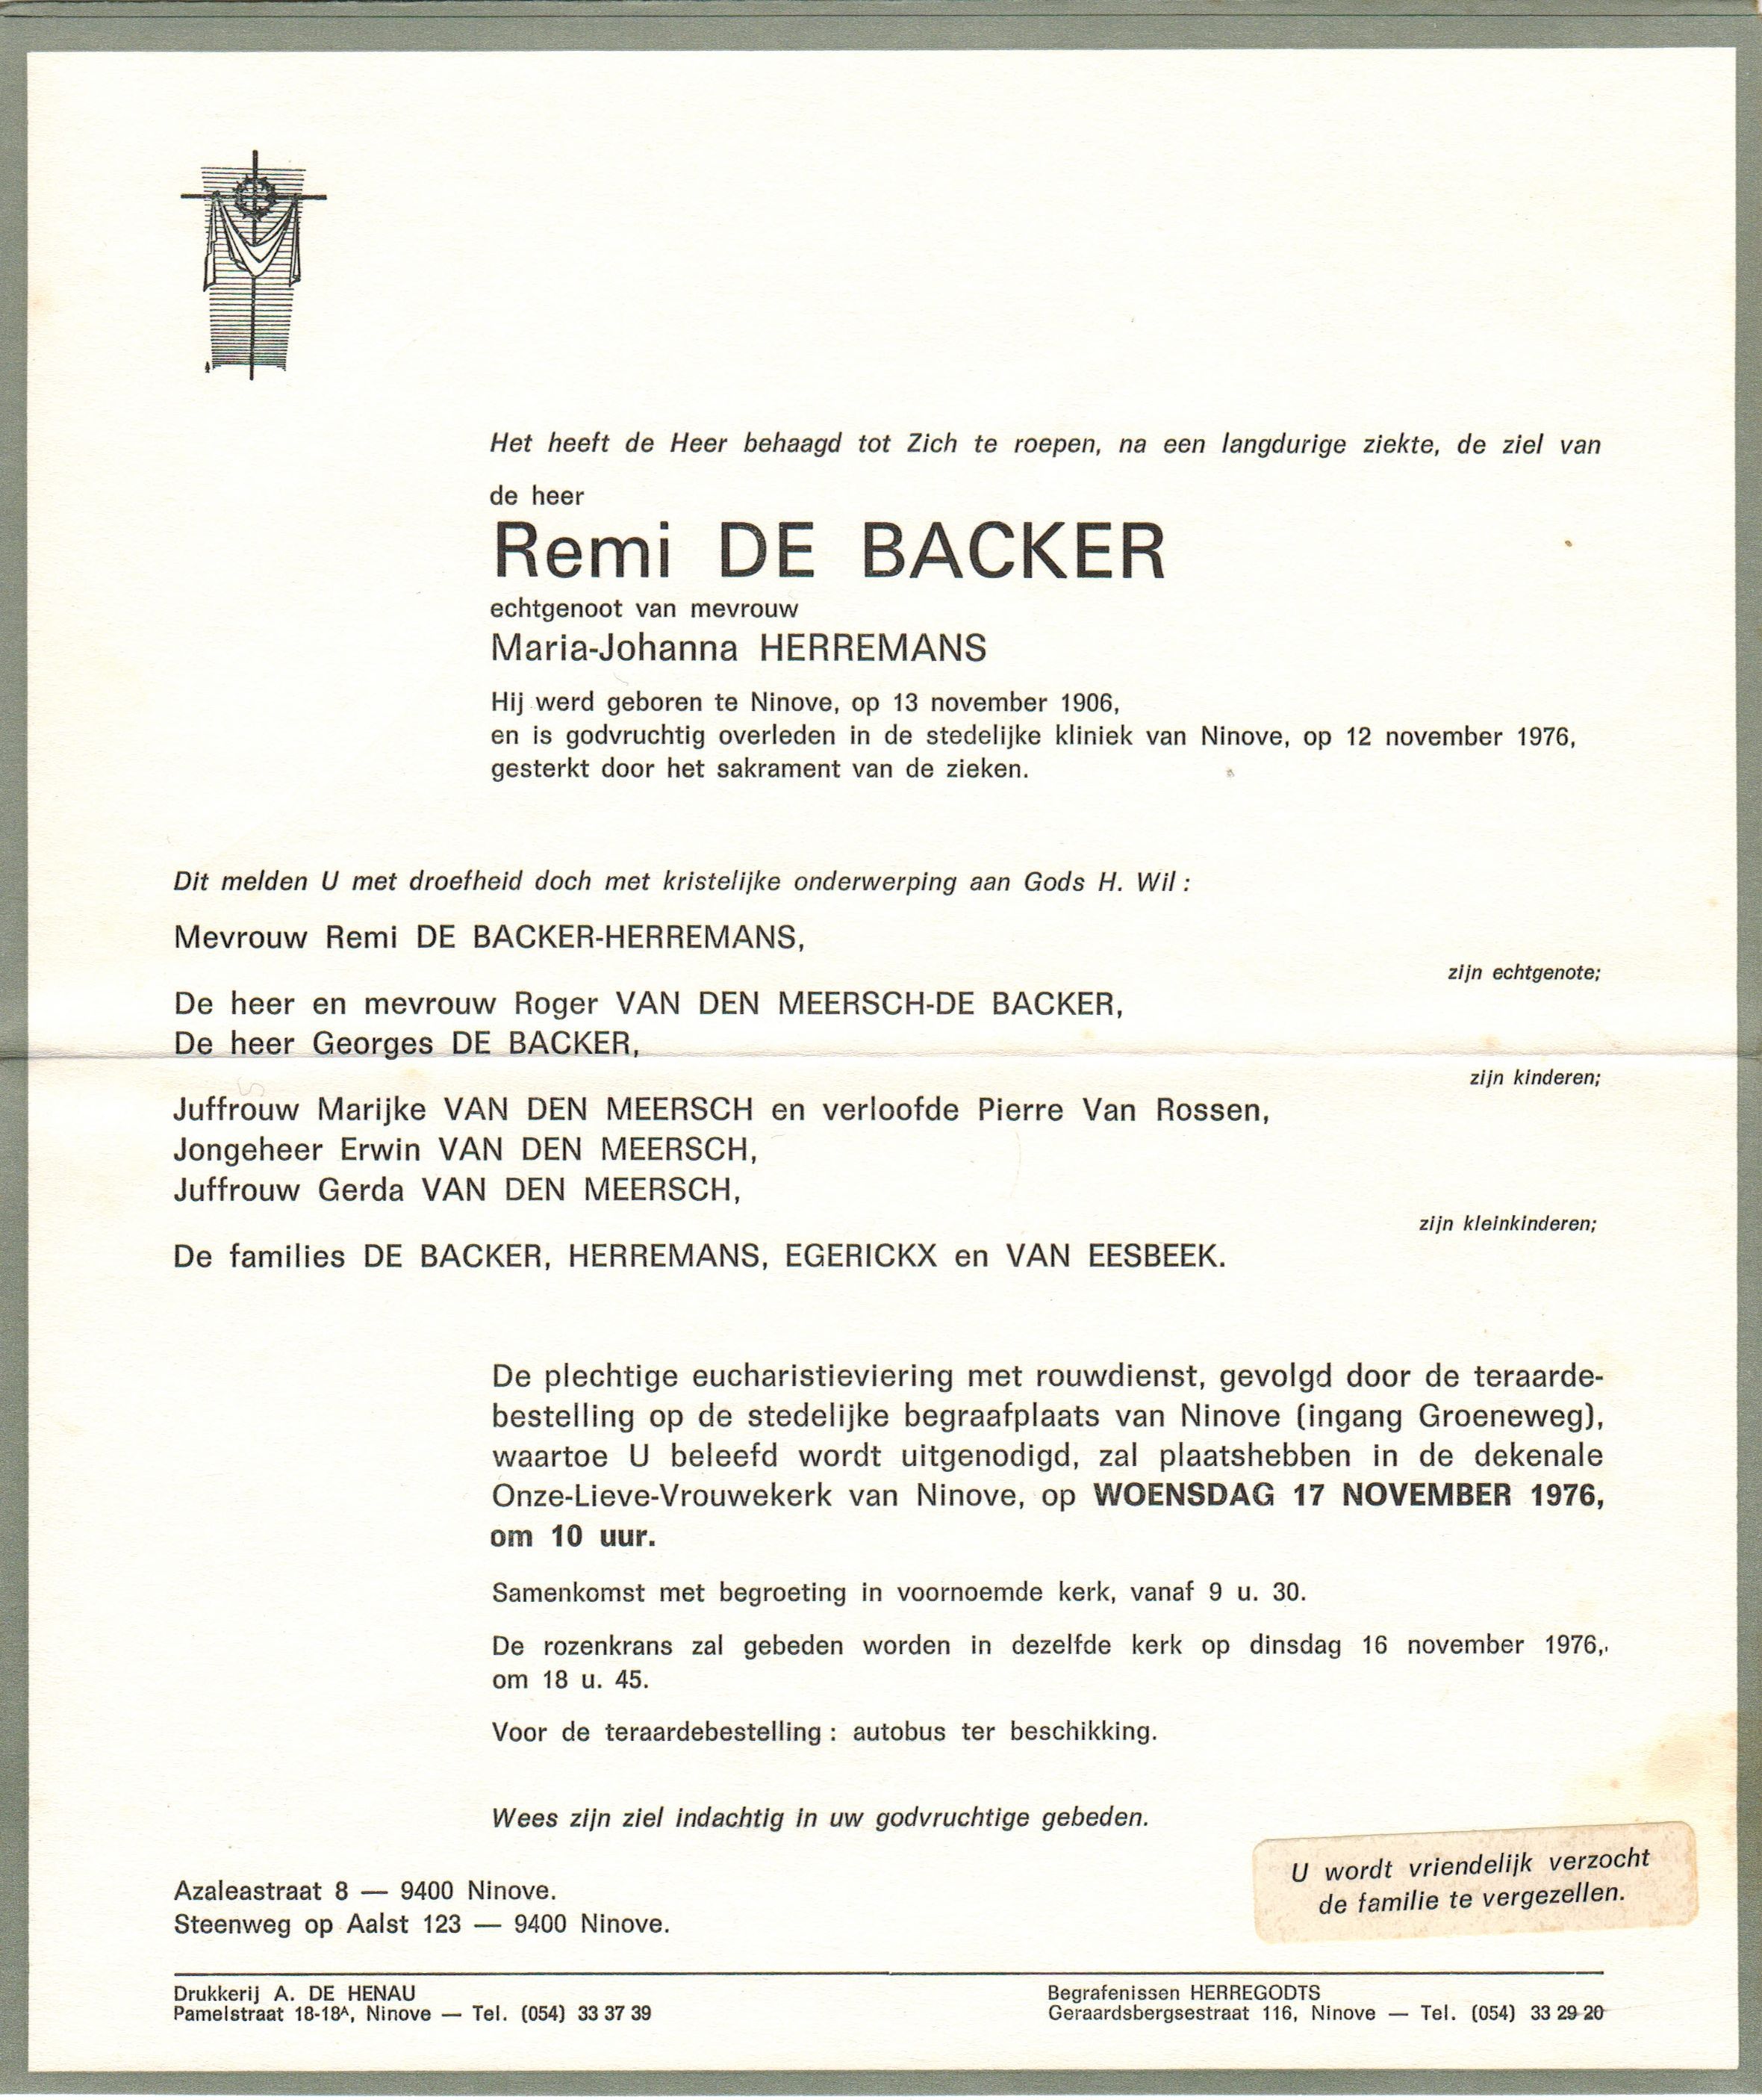 Het heeft de Heer behaagd tot Zich te roepen, na een langdurige ziekte, de ziel van
de heer
Remi DE BACKER
echtgenoot van mevrouw
Maria-Johanna HERREMANS
Hij werd geboren te Ninove, op 13 november 1906,
en is godvruchtig overleden in de stedelijke kliniek van Ninove, op 12 november 1976,
gesterkt door het sakrament van de zieken.
Dit melden U met droefheid doch met kristelijke onderwerping aan Gods H. Wil :
Mevrouw Remi DE BACKER-HERREMANS,
zijn echtgenote;
De heer en mevrouw Roger VAN DEN MEERSCH-DE BACKER,
De heer Georges DE BACKER,
zijn kinderen;
Juffrouw Marijke VAN DEN MEERSCH en verloofde Pierre Van Rossen,
Jongeheer Erwin VAN DEN MEERSCH,
Juffrouw Gerda VAN DEN MEERSCH,
zijn kleinkinderen;
De families DE BACKER, HERREMANS, EGERICKX en VAN EESBEEK.
De plechtige eucharistieviering met rouwdienst, gevolgd door de teraarde-
bestelling op de stedelijke begraafplaats van Ninove (ingang Groeneweg),
waartoe U beleefd wordt uitgenodigd, zal plaatshebben in de dekenale
Onze-Lieve-Vrouwekerk van Ninove, op WOENSDAG 17 NOVEMBER 1976,
om 10 uur.
Samenkomst met begroeting in voornoemde kerk, vanaf 9 u. 30.
De rozenkrans zal gebeden worden in dezelfde kerk op dinsdag 16 november 1976,
om 18 u. 45.
Voor de teraardebestelling : autobus ter beschikking.
Wees zijn ziel indachtig in uw godvruchtige gebeden.
U wordt vriendelijk verzocht
de familie te vergezellen.
Azaleastraat 8 — 9400 Ninove.
Steenweg op Aalst 123 — 9400 Ninove.
Drukkerij A. DE HENAU
Pamelstraat 18-18A, Ninove — Tel. (054) 33 37 39
Begrafenissen HERREGODTS
Geraardsbergsestraat 116, Ninove — Tel. (054) 33 29 20